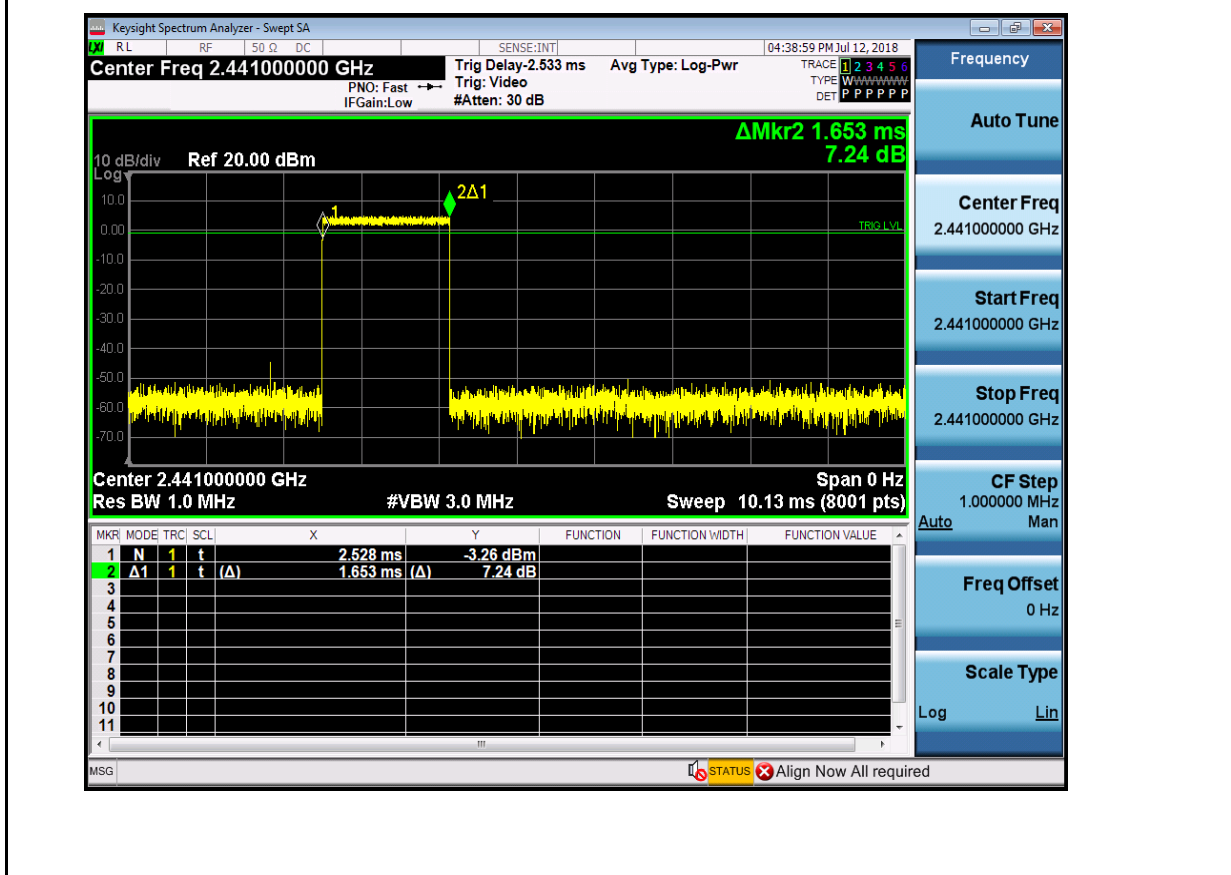 Keysight Spectrum Analyzer - Swept SA
LXI RL RF 50 Ω DC SENSE:INT 04:38:59 PM Jul 12, 2018
Center Freq 2.441000000 GHz Trig Delay-2.533 ms Avg Type: Log-Pwr TRACE 1 2 3 4 5 6
PNO: Fast Trig: Video TYPE WWWWWW
IFGain:Low #Atten: 30 dB DET P P P P P P
ΔMkr2 1.653 ms
7.24 dB
10 dB/div Ref 20.00 dBm
Log
10.0
0.00
-10.0
-20.0
-30.0
-40.0
-50.0
-60.0
-70.0
1
2Δ1
TRIG LVL
Center 2.441000000 GHz Span 0 Hz
Res BW 1.0 MHz #VBW 3.0 MHz Sweep 10.13 ms (8001 pts)
MKR MODE TRC SCL X Y FUNCTION FUNCTION WIDTH FUNCTION VALUE
1 N 1 t 2.528 ms -3.26 dBm
2 Δ1 1 t (Δ) 1.653 ms (Δ) 7.24 dB
3
4
5
6
7
8
9
10
11
MSG STATUS Align Now All required
Frequency
Auto Tune
Center Freq
2.441000000 GHz
Start Freq
2.441000000 GHz
Stop Freq
2.441000000 GHz
CF Step
1.000000 MHz
Auto Man
Freq Offset
0 Hz
Scale Type
Log Lin